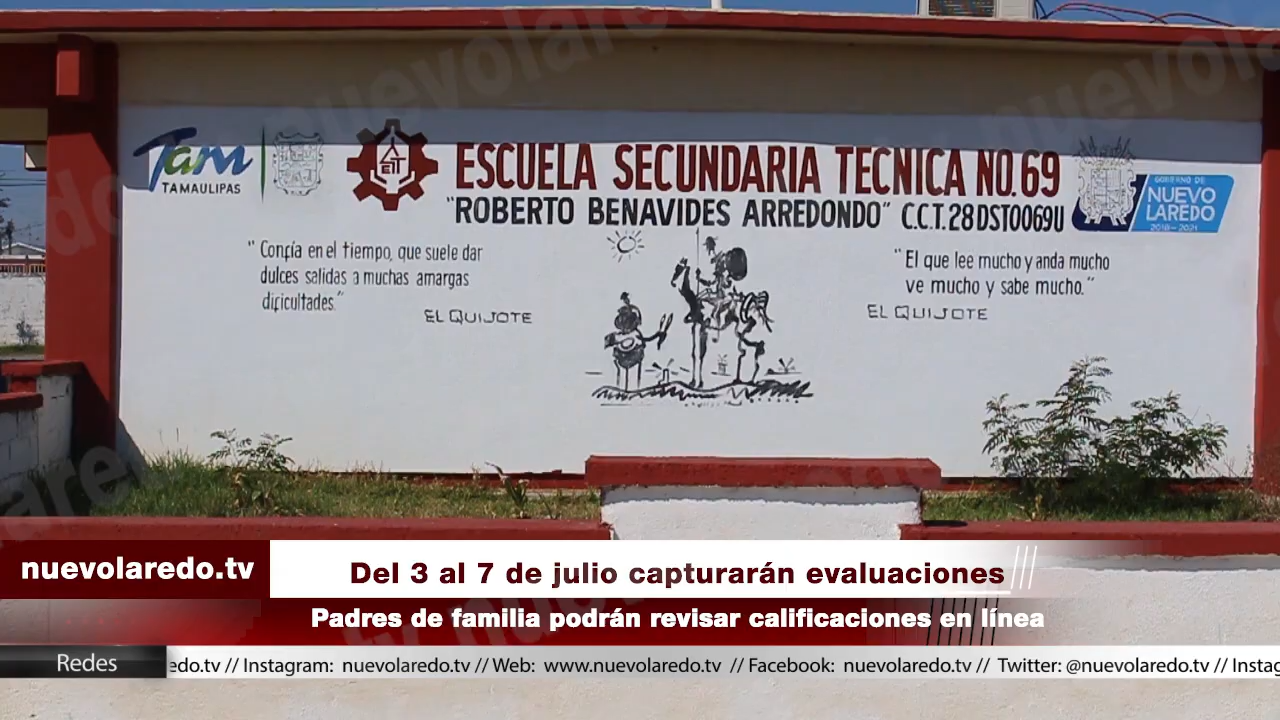 Tam
TAMAULIPAS
ET
ESCUELA SECUNDARIA TECNICA NO.69
"ROBERTO BENAVIDES ARREDONDO" C.C.T. 28DST0069U
GOBIERNO DE
NUEVO
LAREDO
2018-2021
"Confía en el tiempo, que suele dar
dulces salidas a muchas amargas
dificultades."
EL QUIJOTE
"El que lee mucho y anda mucho
ve mucho y sabe mucho."
EL QUIJOTE
nuevolaredo.tv
Del 3 al 7 de julio capturarán evaluaciones
Padres de familia podrán revisar calificaciones en línea
Redes
edo.tv // Instagram: nuevolaredo.tv // Web: www.nuevolaredo.tv // Facebook: nuevolaredo.tv // Twitter: @nuevolaredo.tv // Instag